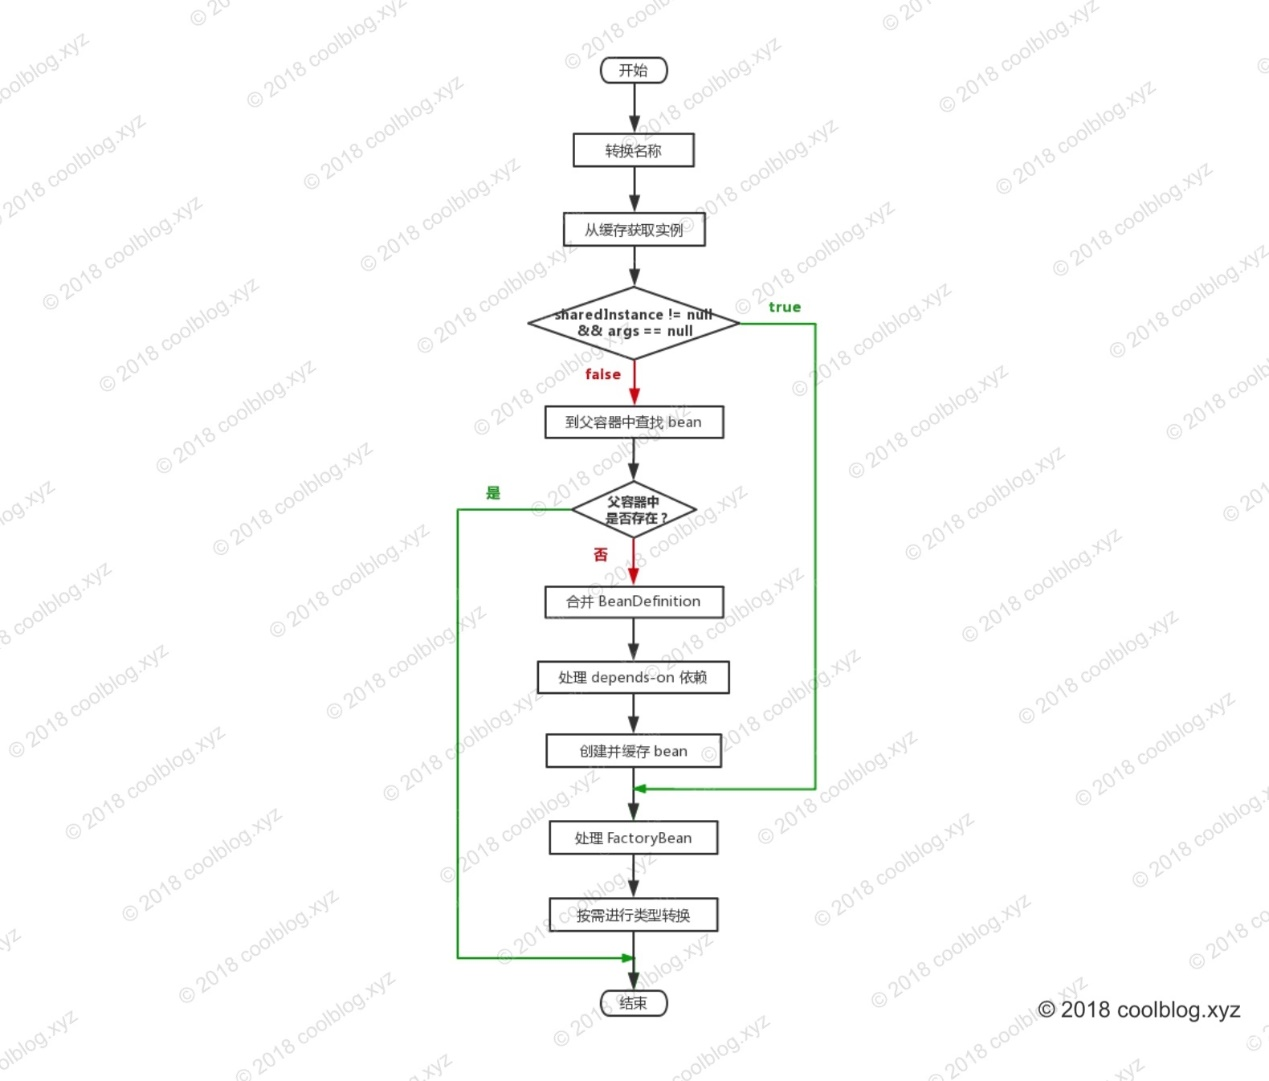 开始
转换名称
从缓存获取实例
sharedInstance != null
&& args == null
true
false
到父容器中查找 bean
是
父容器中
是否存在？
否
合并 BeanDefinition
处理 depends-on 依赖
创建并缓存 bean
处理 FactoryBean
按需进行类型转换
结束
© 2018 coolblog.xyz